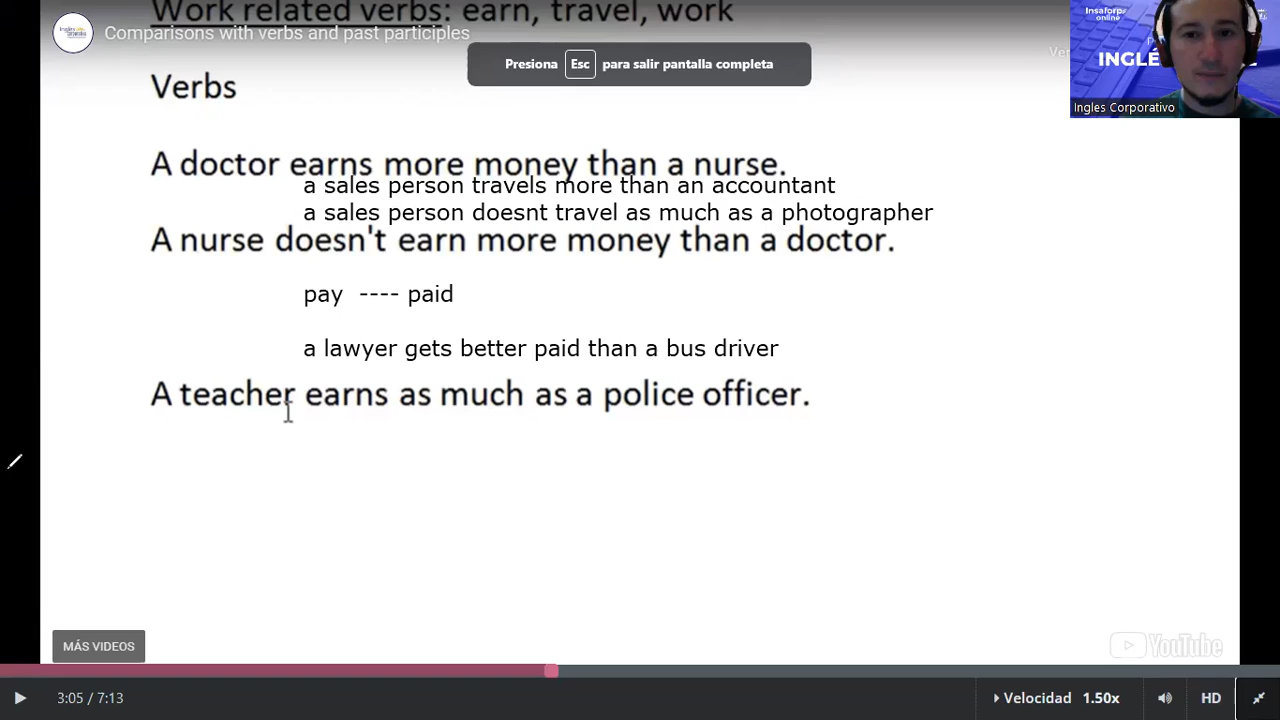 Work related verbs: earn, travel, work
Comparisons with verbs and past participles
Presiona Esc para salir pantalla completa
Insaforp
online
INGLÉ
Ingles Corporativo
Verbs
A doctor earns more money than a nurse.
a sales person travels more than an accountant
a sales person doesnt travel as much as a photographer
A nurse doesn't earn more money than a doctor.
pay ---- paid
a lawyer gets better paid than a bus driver
A teacher earns as much as a police officer.
MÁS VIDEOS
YouTube
3:05 / 7:13
Velocidad 1.50x
HD